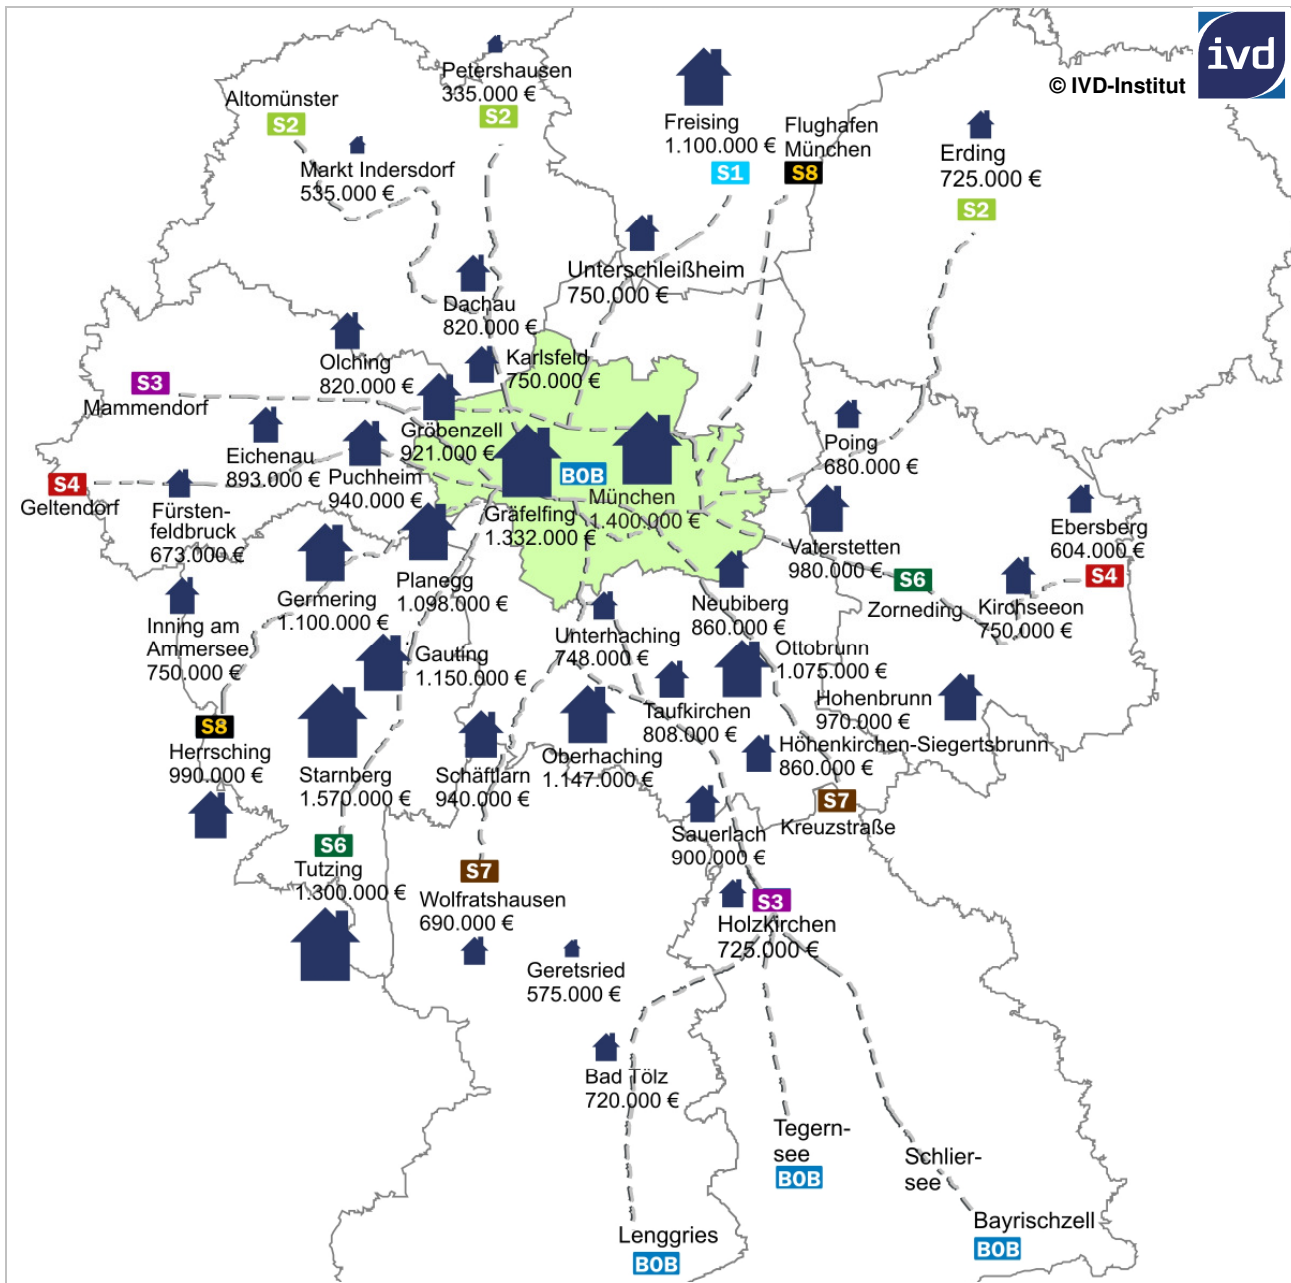 ivd
© IVD-Institut
Petershausen
335.000 €
S2
Altomünster
S2
Markt Indersdorf
535.000 €
Freising
1.100.000 €
S1
Flughafen
München
S8
Erding
725.000 €
S2
Unterschleißheim
750.000 €
Dachau
820.000 €
Olching
820.000 €
Karlsfeld
750.000 €
S3
Mammendorf
Gröbenzell
921.000 €
Eichenau
893.000 €
Puchheim
940.000 €
S4
Geltendorf
Fürsten-
feldbruck
673.000 €
BOB
München
1.400.000 €
Gräfelfing
1.332.000 €
Poing
680.000 €
Vaterstetten
980.000 €
Ebersberg
604.000 €
S4
S6
Zorneding
Kirchseeon
750.000 €
Germering
1.100.000 €
Planegg
1.098.000 €
Neubiberg
860.000 €
Inning am
Ammersee
750.000 €
Gauting
1.150.000 €
Unterhaching
748.000 €
Ottobrunn
1.075.000 €
Hohenbrunn
970.000 €
Taufkirchen
808.000 €
S8
Herrsching
990.000 €
Starnberg
1.570.000 €
Schäftlarn
940.000 €
Oberhaching
1.147.000 €
Höhenkirchen-Siegertsbrunn
860.000 €
S7
Kreuzstraße
Sauerlach
900.000 €
S6
Tutzing
1.300.000 €
S7
Wolfratshausen
690.000 €
S3
Holzkirchen
725.000 €
Geretsried
575.000 €
Bad Tölz
720.000 €
Tegern-
see
BOB
Schlier-
see
Lenggries
BOB
Bayrischzell
BOB